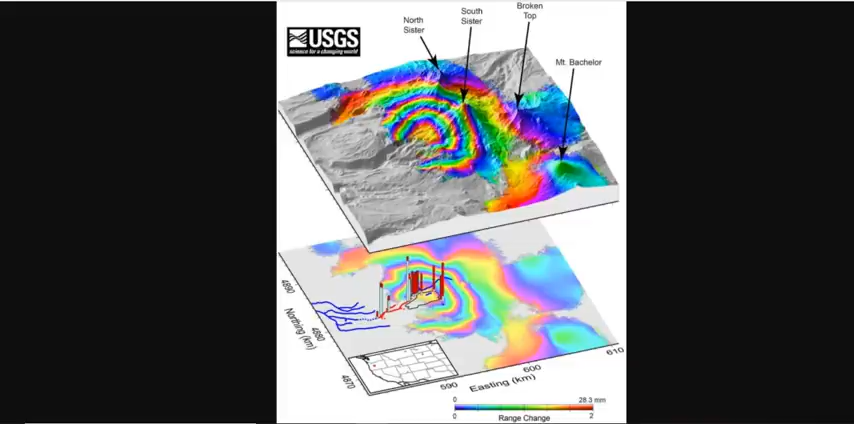 North
Sister
South
Sister
Broken
Top
Mt. Bachelor
USGS
science for a changing world
4890
Northing (km)
4880
4870
590
Easting (km)
600
610
0
28.3 mm
0
Range Change
2